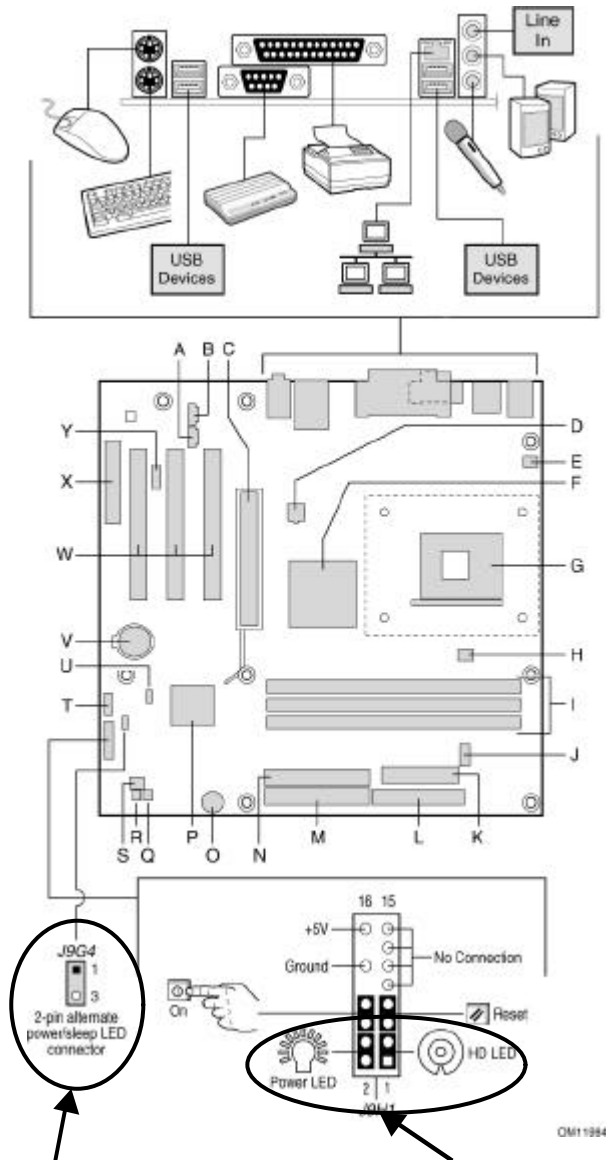 Line
In
USB
Devices
USB
Devices
A B C
D
E
F
G
H
I
J
K
L
M
N
O
P
Q
R
S
T
U
V
W
X
Y
J9G4
1
3
2-pin alternate
power/sleep LED
connector
16 15
+5V
No Connection
Ground
On
Reset
Power LED
HD LED
2 1
J9H1
OM11984